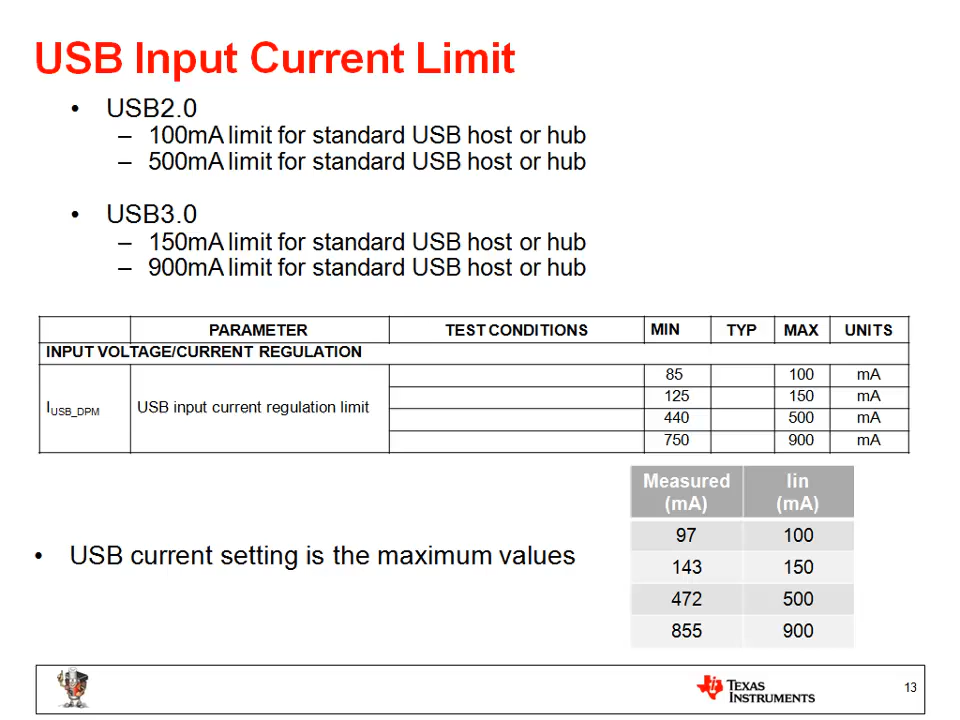 USB Input Current Limit
• USB2.0
– 100mA limit for standard USB host or hub
– 500mA limit for standard USB host or hub
• USB3.0
– 150mA limit for standard USB host or hub
– 900mA limit for standard USB host or hub
PARAMETER TEST CONDITIONS MIN TYP MAX UNITS
INPUT VOLTAGE/CURRENT REGULATION
IUSB_DPM USB input current regulation limit
85 100 mA
125 150 mA
440 500 mA
750 900 mA
Measured (mA) Iin (mA)
97 100
143 150
472 500
855 900
• USB current setting is the maximum values
TEXAS INSTRUMENTS
13